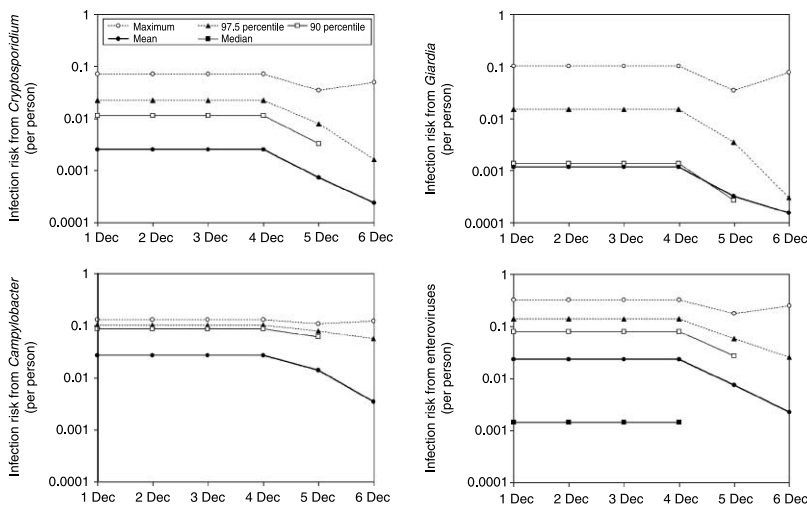 Maximum
97.5 percentile
90 percentile
Mean
Median
Infection risk from Cryptosporidium
(per person)
1
0.1
0.01
0.001
0.0001
1 Dec 2 Dec 3 Dec 4 Dec 5 Dec 6 Dec
Infection risk from Giardia
(per person)
1
0.1
0.01
0.001
0.0001
1 Dec 2 Dec 3 Dec 4 Dec 5 Dec 6 Dec
Infection risk from Campylobacter
(per person)
1
0.1
0.01
0.001
0.0001
1 Dec 2 Dec 3 Dec 4 Dec 5 Dec 6 Dec
Infection risk from enteroviruses
(per person)
1
0.1
0.01
0.001
0.0001
1 Dec 2 Dec 3 Dec 4 Dec 5 Dec 6 Dec